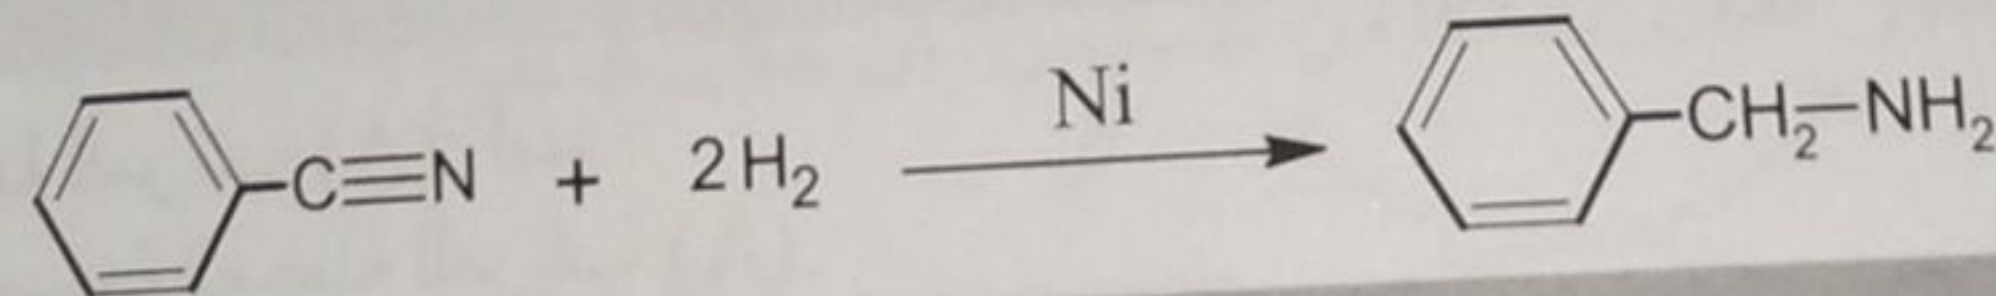 Ni
C≡N + 2H₂ CH₂—NH₂